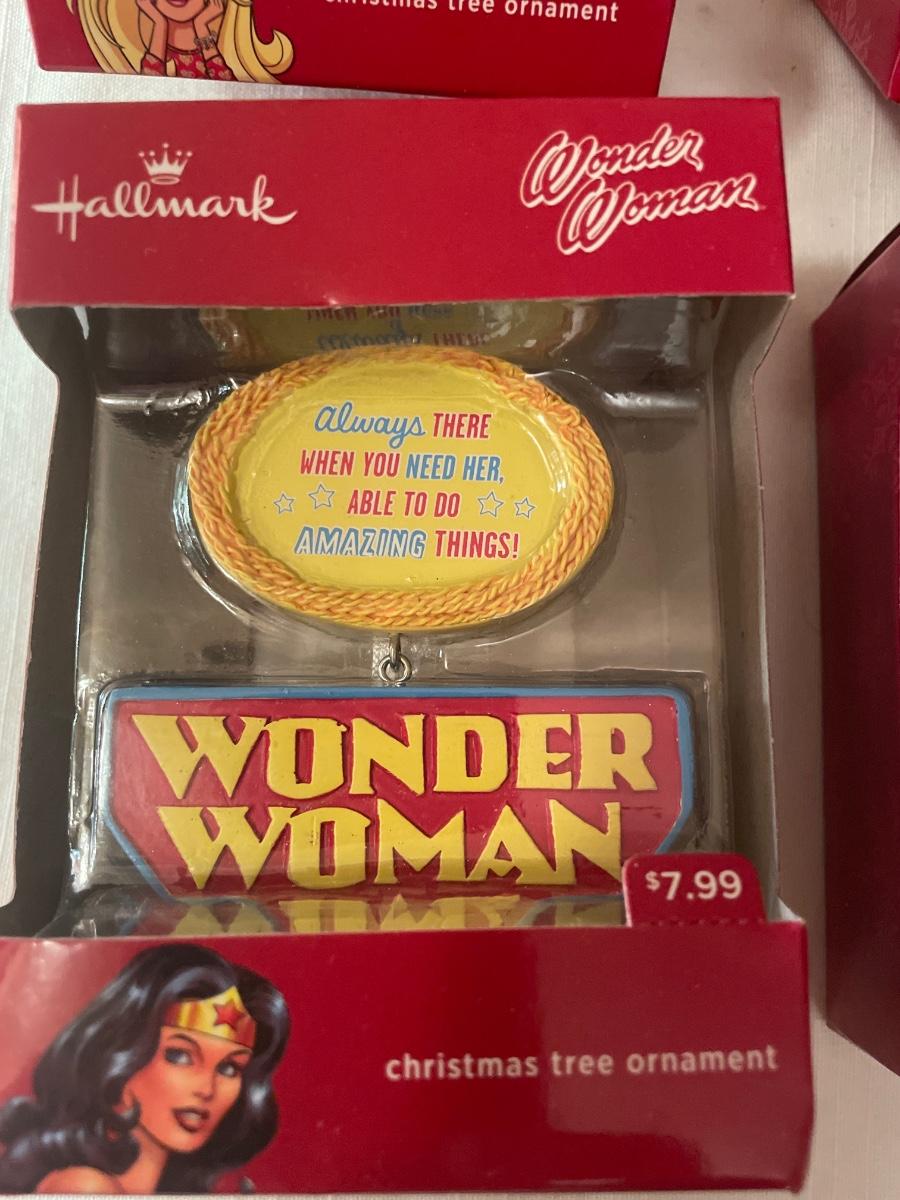 christmas tree ornament
Hallmark
Wonder
Woman
Always THERE
WHEN YOU NEED HER,
ABLE TO DO
AMAZING THINGS!
WONDER
WOMAN
$7.99
christmas tree ornament